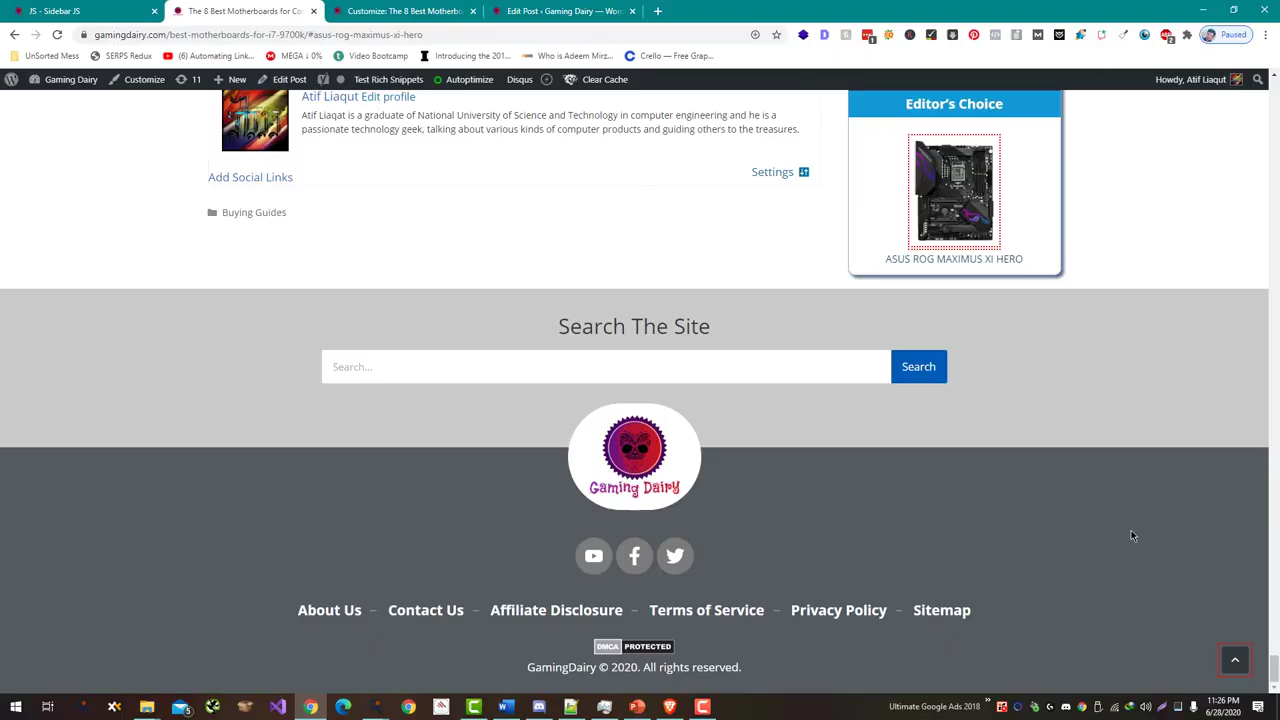 JS - Sidebar JS
The 8 Best Motherboards for Co
Customize: The 8 Best Motherbo
Edit Post ‹ Gaming Dairy — Wor
gamingdairy.com/best-motherboards-for-i7-9700k/#asus-rog-maximus-xi-hero
Paused
UnSorted Mess
SERPS Redux
(6) Automating Link...
MEGA ↓ 0%
Video Bootcamp
Introducing the 201...
Who is Adeem Mirz...
Crello — Free Grap...
Gaming Dairy
Customize
11
New
Edit Post
Test Rich Snippets
Autoptimize
Disqus
Clear Cache
Howdy, Atif Liaqut
Atif Liaqut Edit profile
Atif Liaqat is a graduate of National University of Science and Technology in computer engineering and he is a
passionate technology geek, talking about various kinds of computer products and guiding others to the treasures.
Settings
Add Social Links
Buying Guides
Editor's Choice
ASUS ROG MAXIMUS XI HERO
Search The Site
Search...
Search
Gaming Dairy
About Us – Contact Us – Affiliate Disclosure – Terms of Service – Privacy Policy – Sitemap
DMCA PROTECTED
GamingDairy © 2020. All rights reserved.
Ultimate Google Ads 2018
11:26 PM
6/28/2020